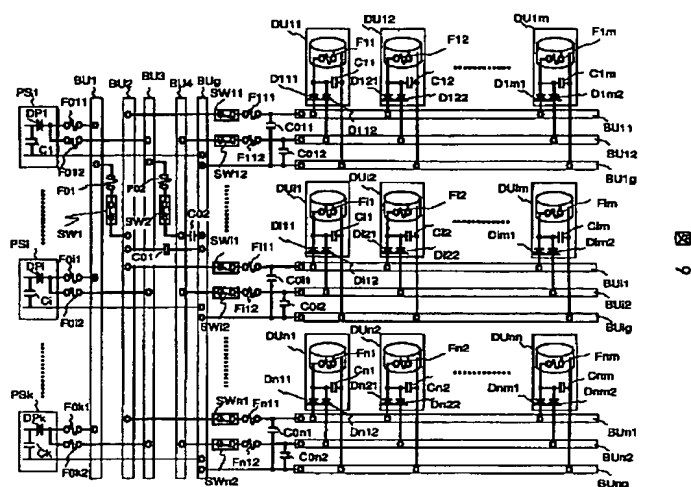 DU11 F11 DU12 F12 DU1m F1m
BU1 BU2 BU3 BU4 BUg SW11 F111 D111 C11 D121 C12 D1m1 C1m
PS1 DP1 F011 D122 D1m2
C1 F012 F112 C011 D112 BU11
SW12 C012 BU12
BU1g
F01 F02 DUi1 Fi1 DUi2 Fi2 DUim Fim
SW1 SW2 C02 SWi1 Fi11 Di11 Ci1 Di21 Ci2 Dim1 Cim
PSi C01 Di22 Dim2
DPi F0i1 Di12 BUi1
Ci F0i2 Fi12 C0i1 C0i2 BUi2
SWi2 BUig
DUn1 Fn1 DUn2 Fn2 DUnn Fnm
PSk SWn1 Fn11 Dn11 Cn1 Dn21 Cn2 Dnm1 Cnm
DPk F0k1 Dn22 Dnm2
Ck F0k2 Fn12 C0n1 Dn12 BUn1
SWn2 C0n2 BUn2
BUng
図 6